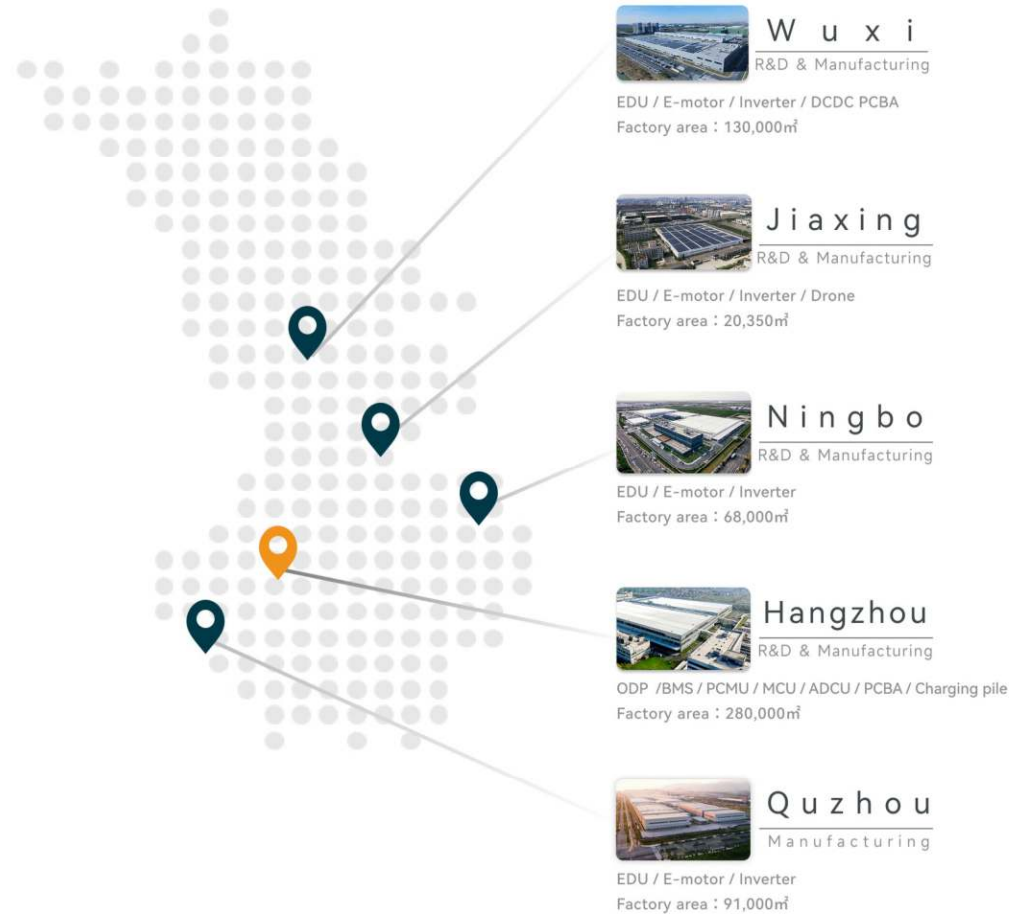 Wuxi
R&D & Manufacturing
EDU / E-motor / Inverter / DCDC PCBA
Factory area：130,000㎡
Jiaxing
R&D & Manufacturing
EDU / E-motor / Inverter / Drone
Factory area：20,350㎡
Ningbo
R&D & Manufacturing
EDU / E-motor / Inverter
Factory area：68,000㎡
Hangzhou
R&D & Manufacturing
ODP /BMS / PCMU / MCU / ADCU / PCBA / Charging pile
Factory area：280,000㎡
Quzhou
Manufacturing
EDU / E-motor / Inverter
Factory area：91,000㎡